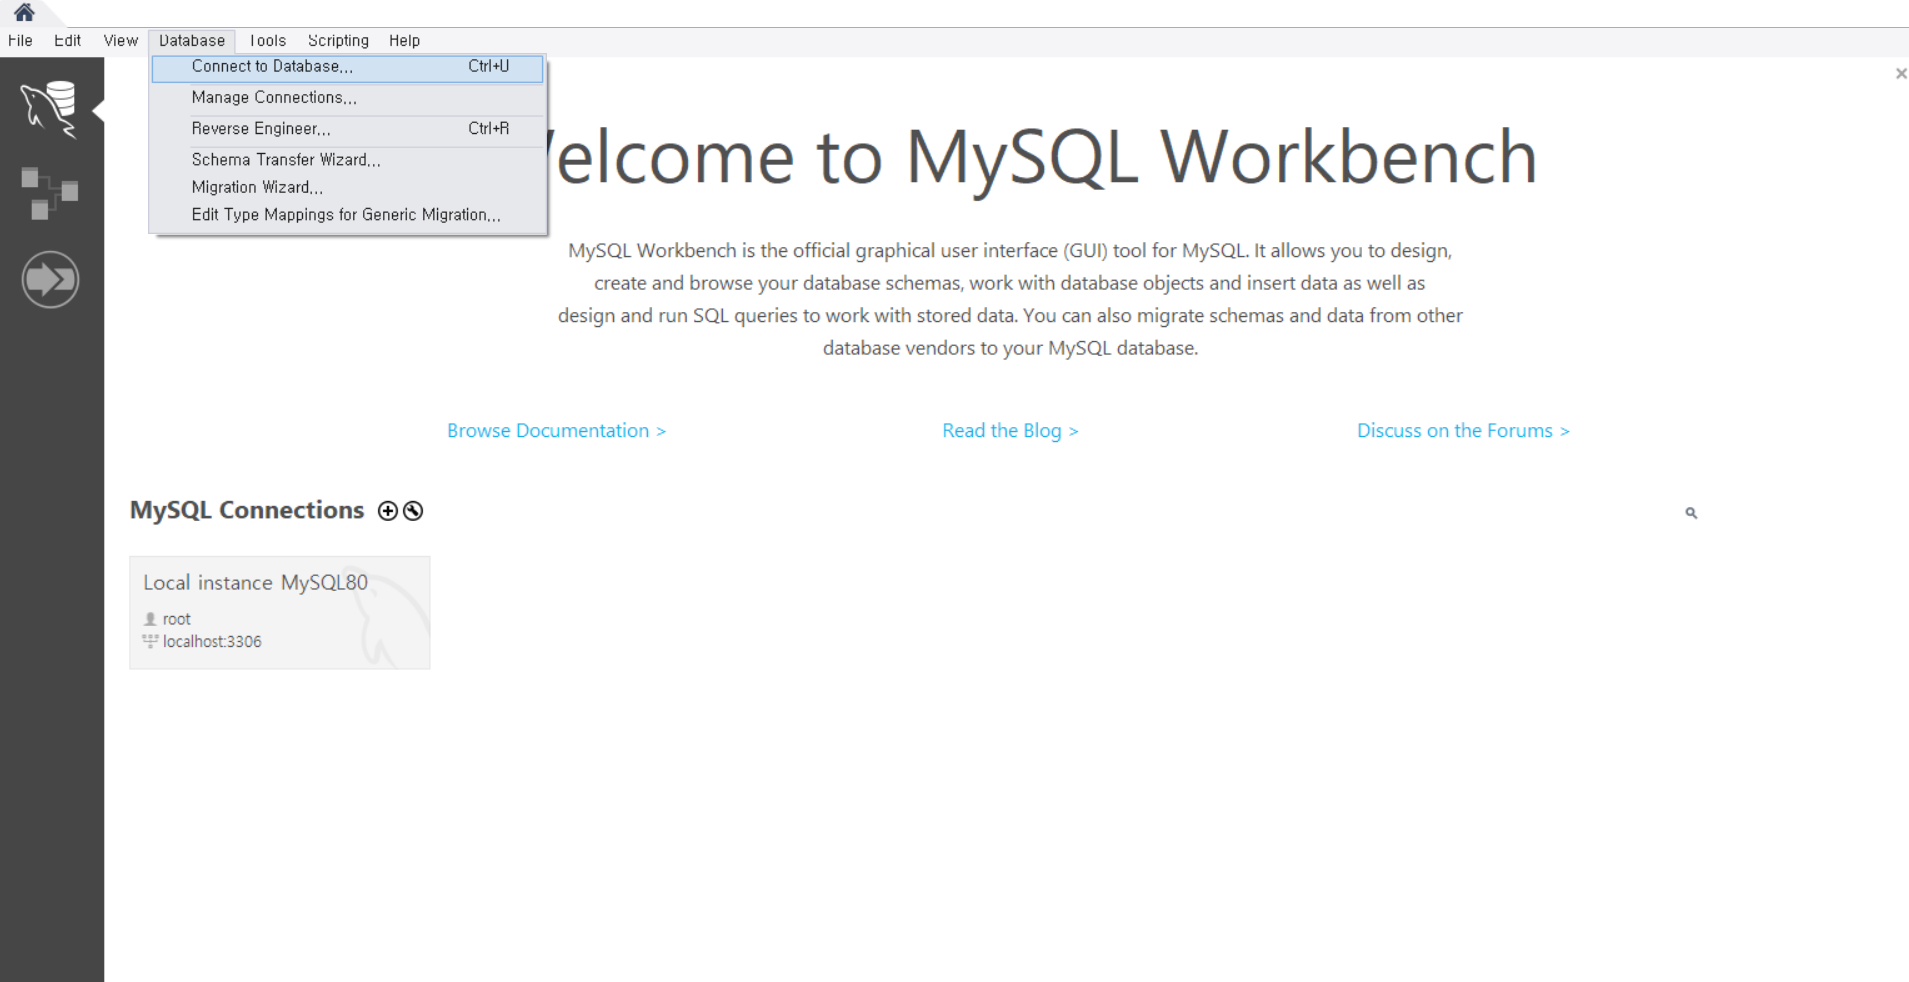 File Edit View Database Tools Scripting Help
Connect to Database... Ctrl+U
Manage Connections...
Reverse Engineer... Ctrl+R
Schema Transfer Wizard...
Migration Wizard...
Edit Type Mappings for Generic Migration...
elcome to MySQL Workbench
MySQL Workbench is the official graphical user interface (GUI) tool for MySQL. It allows you to design,
create and browse your database schemas, work with database objects and insert data as well as
design and run SQL queries to work with stored data. You can also migrate schemas and data from other
database vendors to your MySQL database.
Browse Documentation > Read the Blog > Discuss on the Forums >
MySQL Connections
Local instance MySQL80
root
localhost:3306